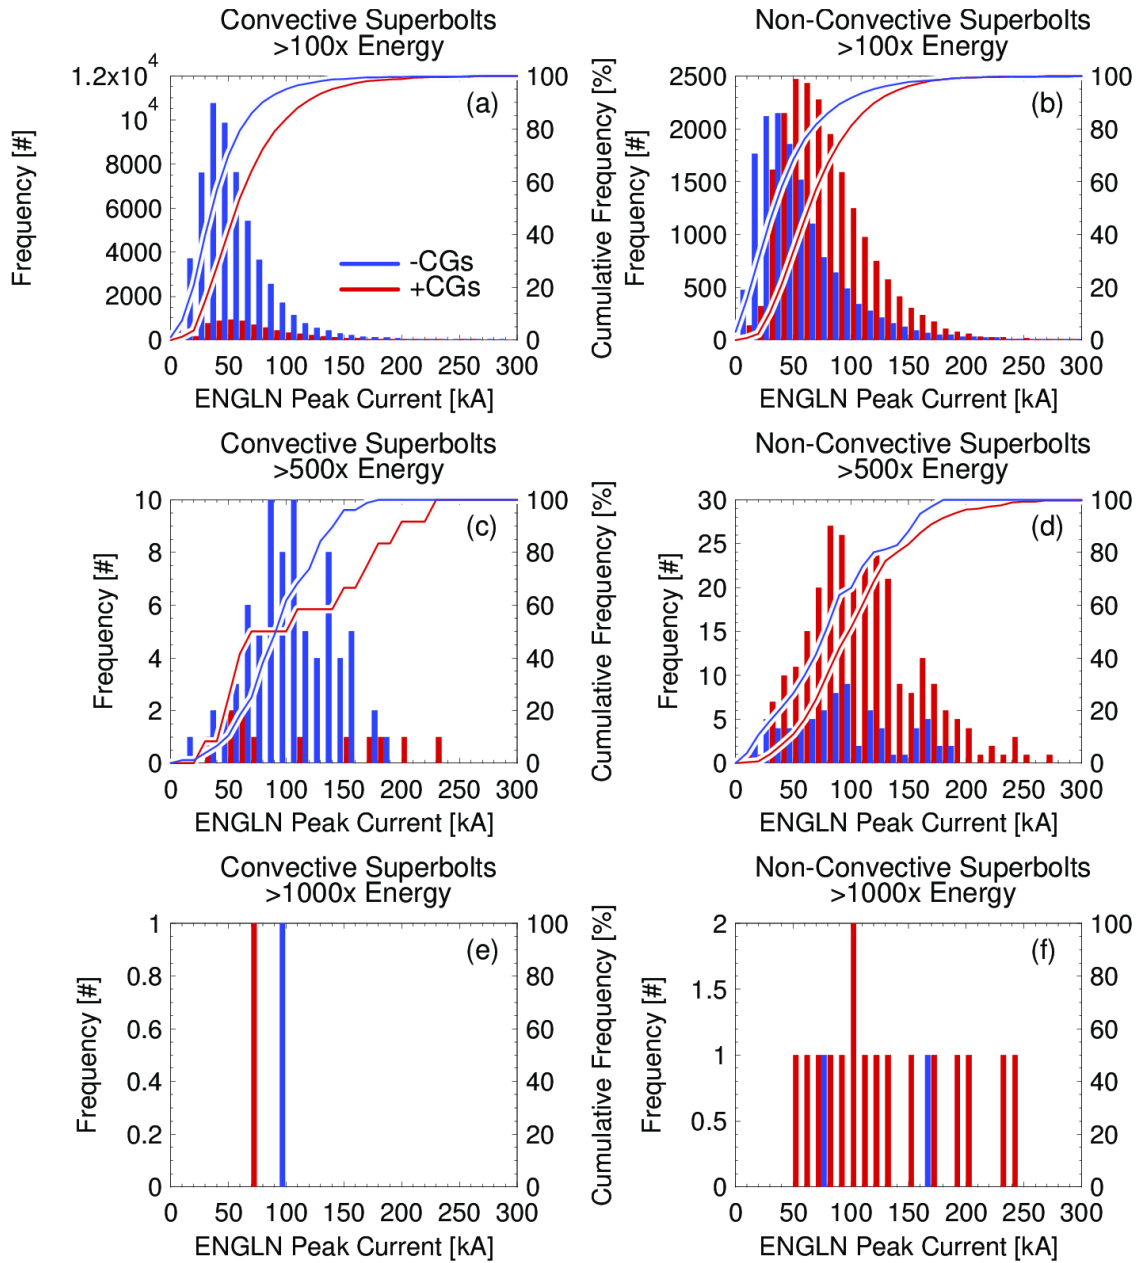 Convective Superbolts
>100x Energy
Non-Convective Superbolts
>100x Energy
(a)
(b)
1.2x10^4
10^4
8000
6000
4000
2000
0
Frequency [#]
100
80
60
40
20
0
Cumulative Frequency [%]
-CGs
+CGs
0 50 100 150 200 250 300
ENGLN Peak Current [kA]
2500
2000
1500
1000
500
0
Frequency [#]
100
80
60
40
20
0
0 50 100 150 200 250 300
ENGLN Peak Current [kA]
Convective Superbolts
>500x Energy
Non-Convective Superbolts
>500x Energy
(c)
(d)
10
8
6
4
2
0
Frequency [#]
100
80
60
40
20
0
Cumulative Frequency [%]
0 50 100 150 200 250 300
ENGLN Peak Current [kA]
30
25
20
15
10
5
0
Frequency [#]
100
80
60
40
20
0
0 50 100 150 200 250 300
ENGLN Peak Current [kA]
Convective Superbolts
>1000x Energy
Non-Convective Superbolts
>1000x Energy
(e)
(f)
1
0.8
0.6
0.4
0.2
0
Frequency [#]
100
80
60
40
20
0
Cumulative Frequency [%]
0 50 100 150 200 250 300
ENGLN Peak Current [kA]
2
1.5
1
0.5
0
Frequency [#]
100
80
60
40
20
0
0 50 100 150 200 250 300
ENGLN Peak Current [kA]